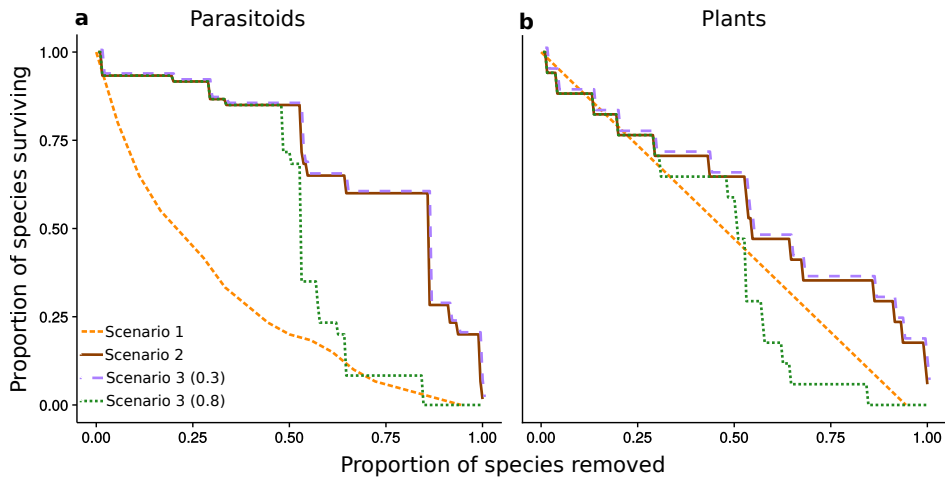 a Parasitoids
b Plants
Proportion of species surviving
1.00
0.75
0.50
0.25
0.00
Scenario 1
Scenario 2
Scenario 3 (0.3)
Scenario 3 (0.8)
0.00 0.25 0.50 0.75 1.00
0.00 0.25 0.50 0.75 1.00
Proportion of species removed